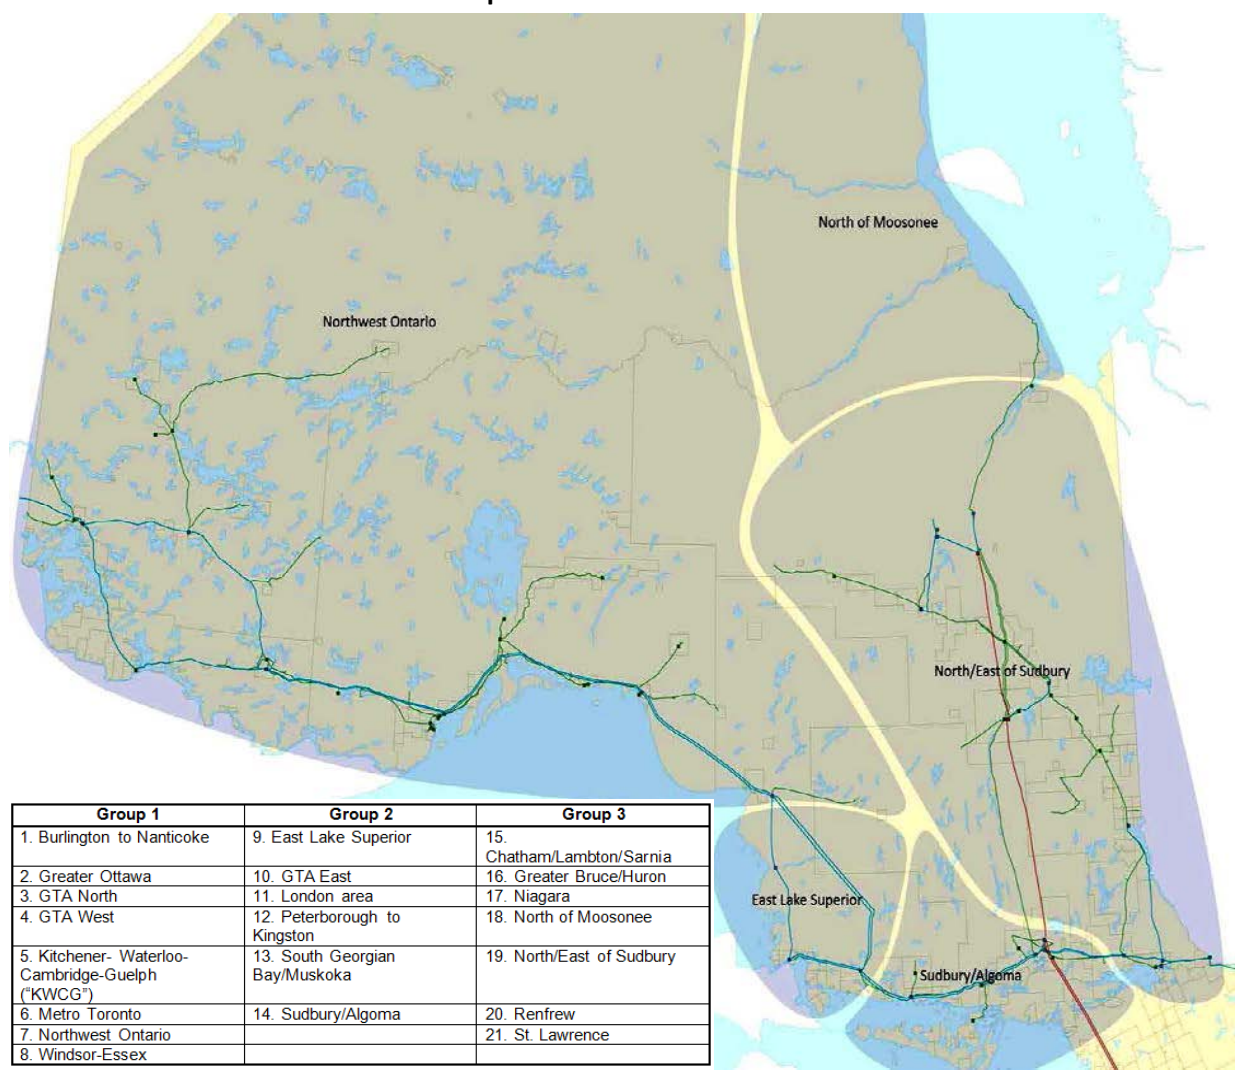 North of Moosonee
Northwest Ontario
North/East of Sudbury
East Lake Superior
Sudbury/Algoma
Group 1 Group 2 Group 3
1. Burlington to Nanticoke 9. East Lake Superior 15.
Chatham/Lambton/Sarnia
2. Greater Ottawa 10. GTA East 16. Greater Bruce/Huron
3. GTA North 11. London area 17. Niagara
4. GTA West 12. Peterborough to 18. North of Moosonee
Kingston
5. Kitchener- Waterloo- 13. South Georgian 19. North/East of Sudbury
Cambridge-Guelph Bay/Muskoka
("KWCG")
6. Metro Toronto 14. Sudbury/Algoma 20. Renfrew
7. Northwest Ontario 21. St. Lawrence
8. Windsor-Essex